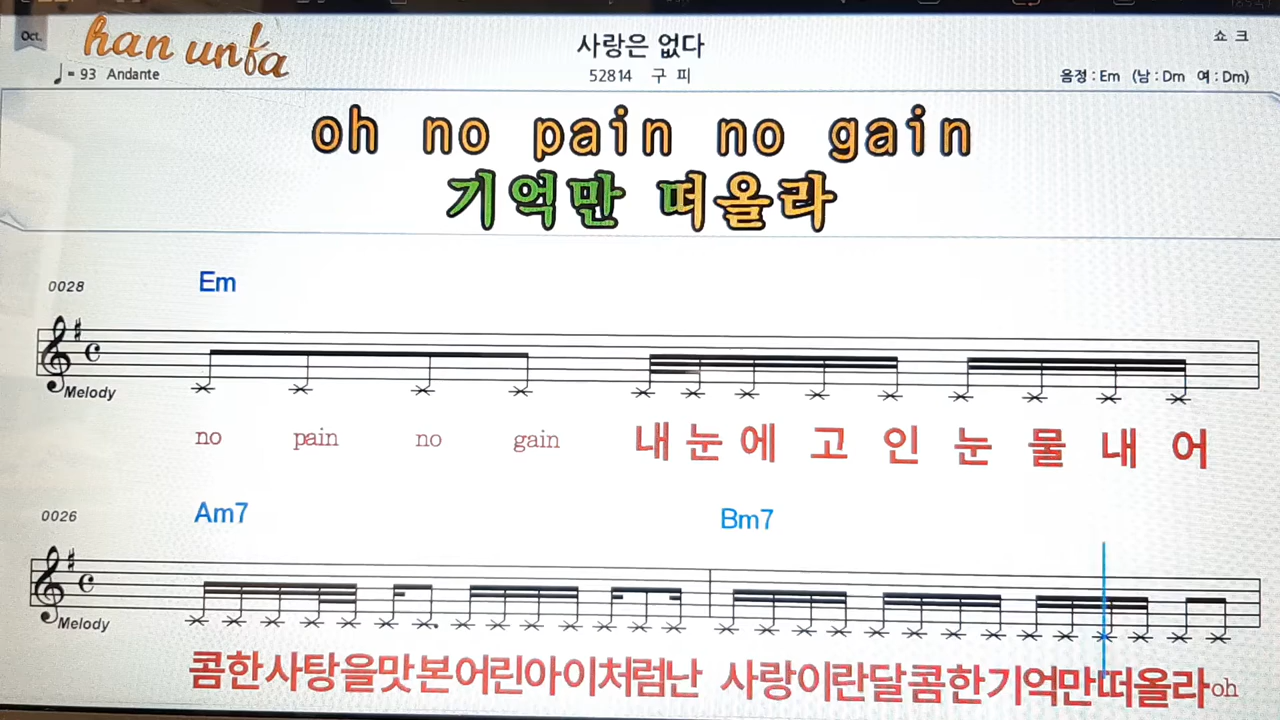 Oct.
han unfa
= 93 Andante
사랑은 없다
52814 구 피
쇼 크
음정 : Em (남 : Dm 여 : Dm)
oh no pain no gain
기억만 떠올라
0028
Em
Melody
no pain no gain 내 눈 에 고 인 눈 물 내 어
0026
Am7 Bm7
Melody
콤한사탕을맛본어린아이처럼난 사랑이란달콤한기억만떠올라oh